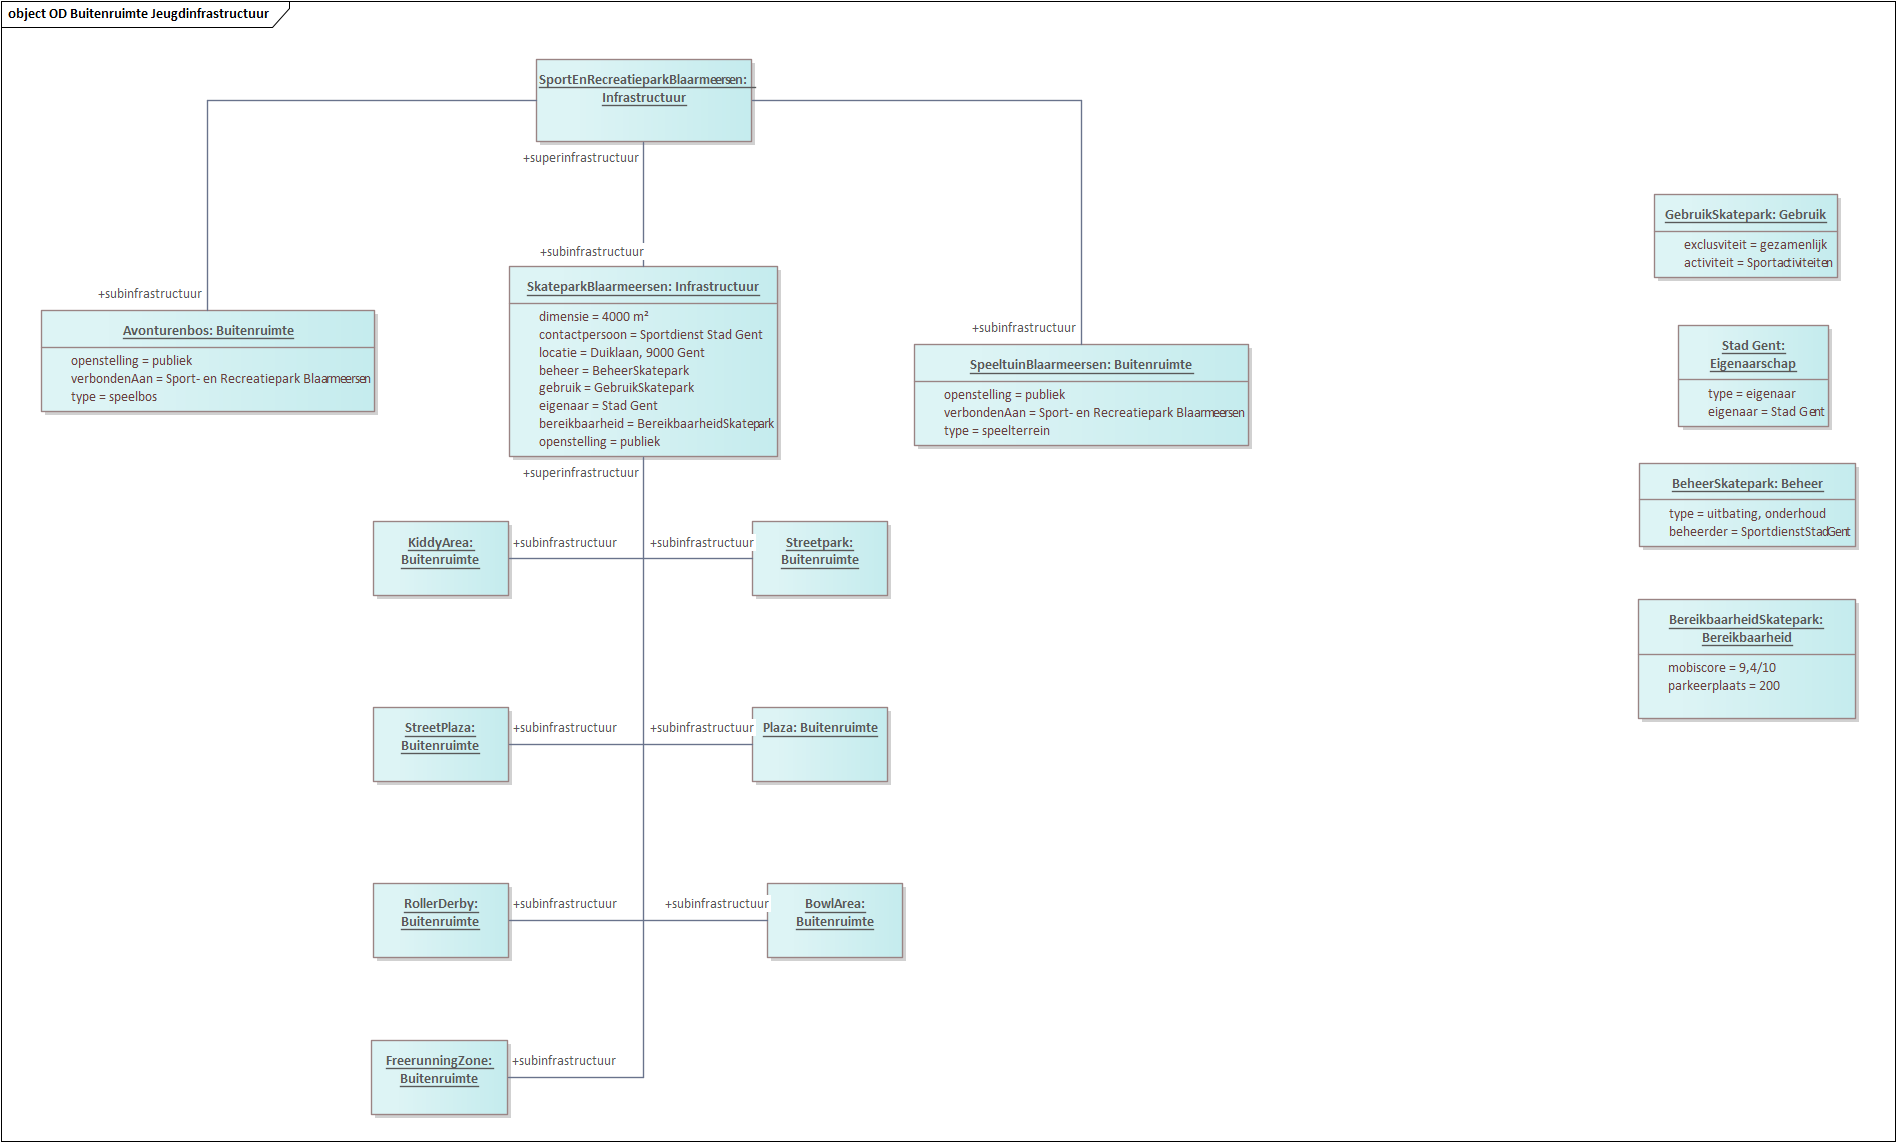 object OD Buitenruimte Jeugdinfrastructuur
SportEnRecreatieparkBlaarmeersen:
Infrastructuur
+superinfrastructuur
+subinfrastructuur
+subinfrastructuur
+subinfrastructuur
Avonturenbos: Buitenruimte
openstelling = publiek
verbondenAan = Sport- en Recreatiepark Blaarmeersen
type = speelbos
SkateparkBlaarmeersen: Infrastructuur
dimensie = 4000 m²
contactpersoon = Sportdienst Stad Gent
locatie = Duiklaan, 9000 Gent
beheer = BeheerSkatepark
gebruik = GebruikSkatepark
eigenaar = Stad Gent
bereikbaarheid = BereikbaarheidSkatepark
openstelling = publiek
+superinfrastructuur
SpeeltuinBlaarmeersen: Buitenruimte
openstelling = publiek
verbondenAan = Sport- en Recreatiepark Blaarmeersen
type = speelterrein
KiddyArea:
Buitenruimte
+subinfrastructuur
+subinfrastructuur
Streetpark:
Buitenruimte
StreetPlaza:
Buitenruimte
+subinfrastructuur
+subinfrastructuur
Plaza: Buitenruimte
RollerDerby:
Buitenruimte
+subinfrastructuur
+subinfrastructuur
BowlArea:
Buitenruimte
FreerunningZone:
Buitenruimte
+subinfrastructuur
GebruikSkatepark: Gebruik
exclusviteit = gezamenlijk
activiteit = Sportactiviteiten
Stad Gent:
Eigenaarschap
type = eigenaar
eigenaar = Stad Gent
BeheerSkatepark: Beheer
type = uitbating, onderhoud
beheerder = SportdienstStadGent
BereikbaarheidSkatepark:
Bereikbaarheid
mobiscore = 9,4/10
parkeerplaats = 200